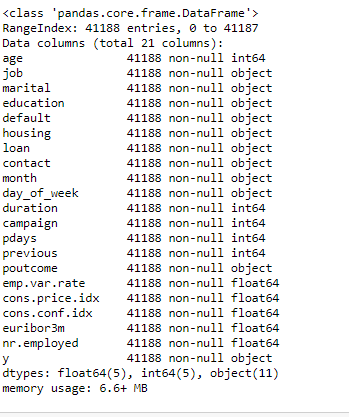 <class 'pandas.core.frame.DataFrame'>
RangeIndex: 41188 entries, 0 to 41187
Data columns (total 21 columns):
age               41188 non-null int64
job               41188 non-null object
marital           41188 non-null object
education         41188 non-null object
default           41188 non-null object
housing           41188 non-null object
loan              41188 non-null object
contact           41188 non-null object
month             41188 non-null object
day_of_week       41188 non-null object
duration          41188 non-null int64
campaign          41188 non-null int64
pdays             41188 non-null int64
previous          41188 non-null int64
poutcome          41188 non-null object
emp.var.rate      41188 non-null float64
cons.price.idx    41188 non-null float64
cons.conf.idx     41188 non-null float64
euribor3m         41188 non-null float64
nr.employed       41188 non-null float64
y                 41188 non-null object
dtypes: float64(5), int64(5), object(11)
memory usage: 6.6+ MB